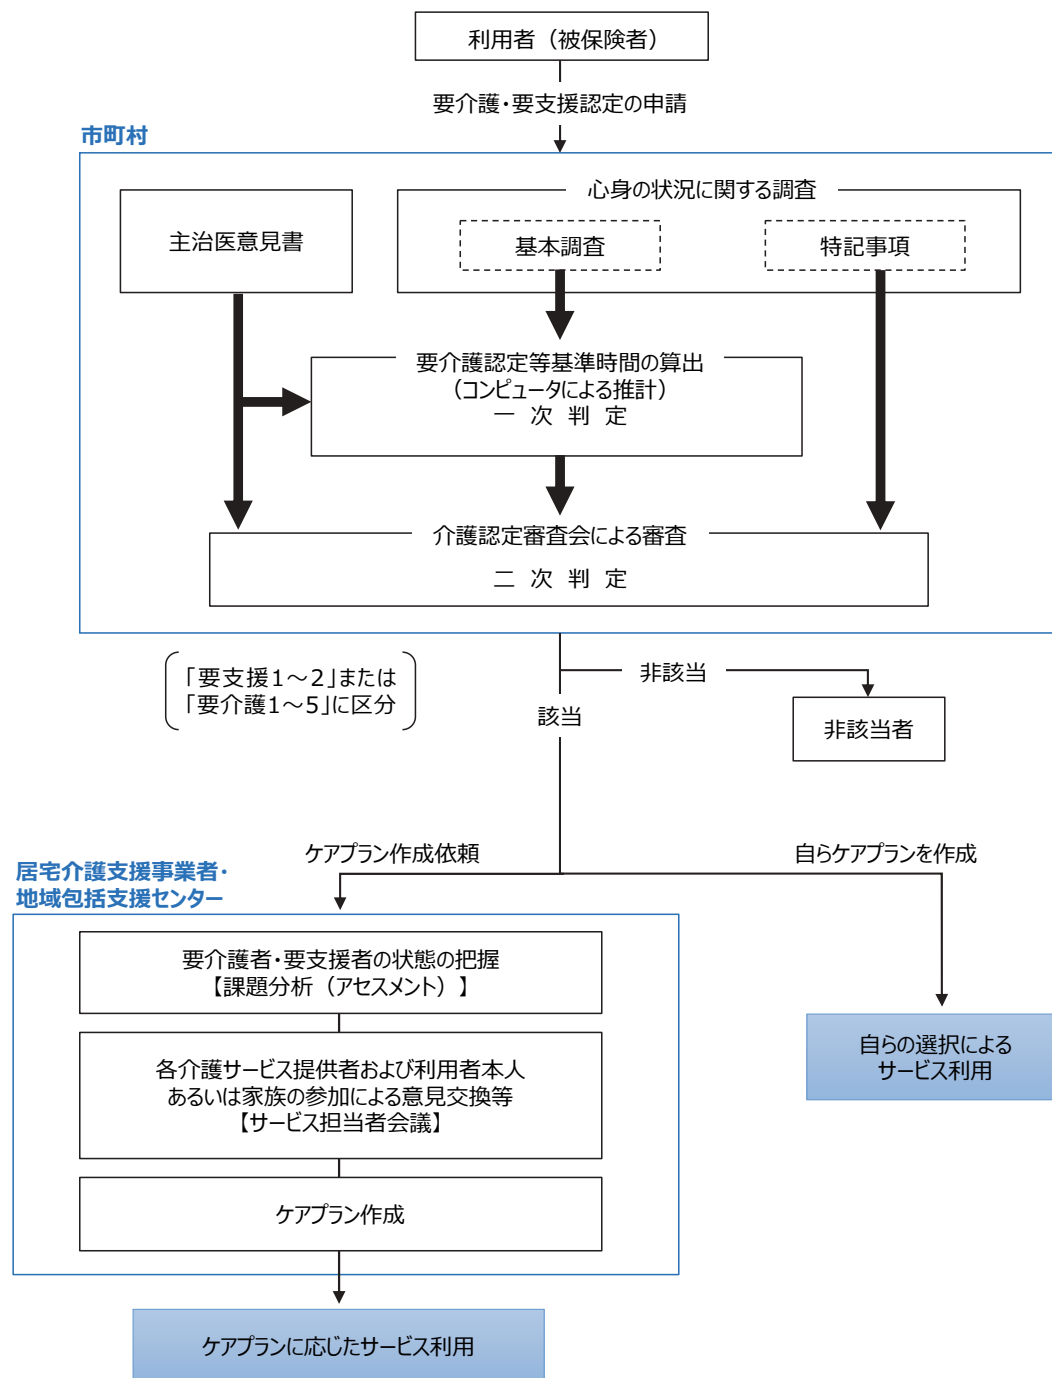 利用者（被保険者）
要介護・要支援認定の申請
市町村
心身の状況に関する調査
主治医意見書
基本調査
特記事項
要介護認定等基準時間の算出
（コンピュータによる推計）
一 次 判 定
介護認定審査会による審査
二 次 判 定
「要支援１～２」または
「要介護１～５」に区分
非該当
該当
非該当者
ケアプラン作成依頼
自らケアプランを作成
居宅介護支援事業者・
地域包括支援センター
要介護者・要支援者の状態の把握
【課題分析（アセスメント）】
各介護サービス提供者および利用者本人
あるいは家族の参加による意見交換等
【サービス担当者会議】
自らの選択による
サービス利用
ケアプラン作成
ケアプランに応じたサービス利用